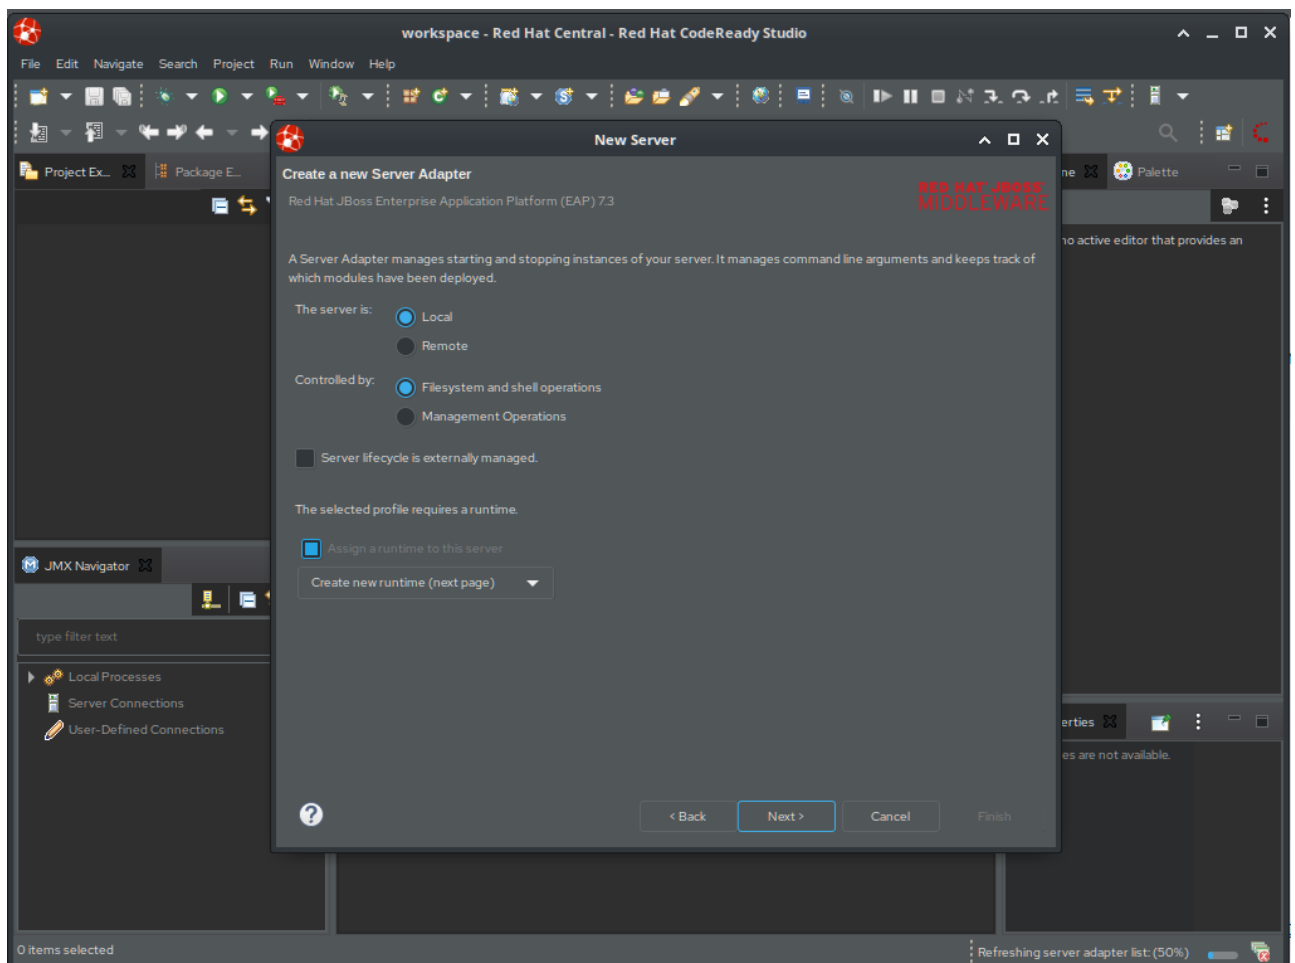 workspace - Red Hat Central - Red Hat CodeReady Studio
File Edit Navigate Search Project Run Window Help
New Server
Project Ex...
Package E...
ne
Palette
Create a new Server Adapter
Red Hat JBoss Enterprise Application Platform (EAP) 7.3
RED HAT JBOSS
MIDDLEWARE
no active editor that provides an
A Server Adapter manages starting and stopping instances of your server. It manages command line arguments and keeps track of
which modules have been deployed.
The server is:
Local
Remote
Controlled by:
Filesystem and shell operations
Management Operations
Server lifecycle is externally managed.
The selected profile requires a runtime.
Assign a runtime to this server
Create new runtime (next page)
JMX Navigator
type filter text
Local Processes
Server Connections
User-Defined Connections
erties
es are not available.
< Back
Next >
Cancel
Finish
0 items selected
Refreshing server adapter list: (50%)